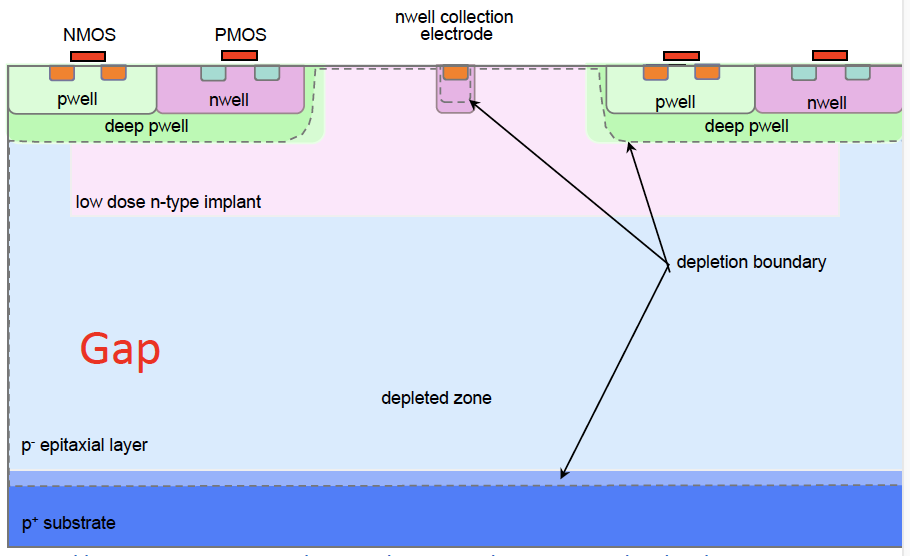 nwell collection
electrode
NMOS
PMOS
pwell
nwell
deep pwell
pwell
nwell
deep pwell
low dose n-type implant
depletion boundary
Gap
depleted zone
p- epitaxial layer
p+ substrate